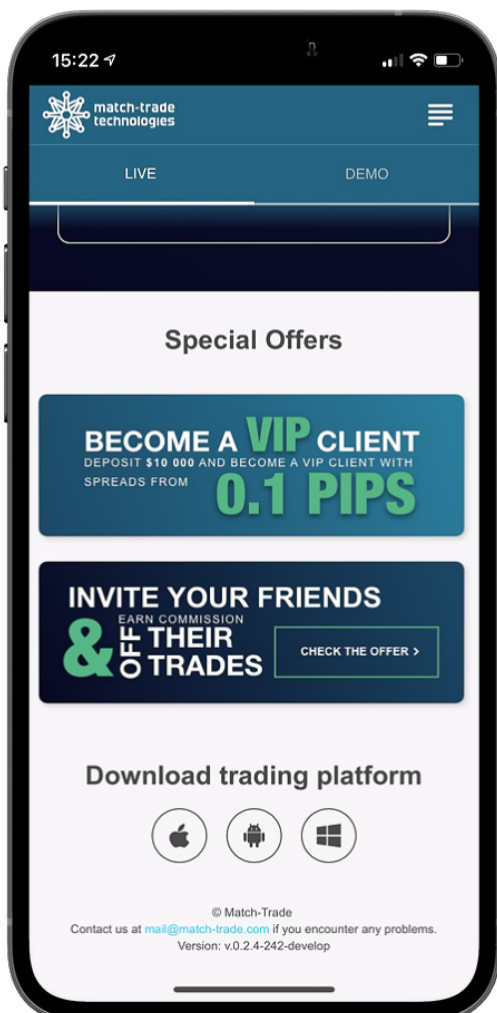 15:22
match-trade
technologies
LIVE
DEMO
Special Offers
BECOME A VIP CLIENT
DEPOSIT $10 000 AND BECOME A VIP CLIENT WITH
SPREADS FROM 0.1 PIPS
INVITE YOUR FRIENDS
EARN COMMISSION
& OFF THEIR
TRADES
CHECK THE OFFER >
Download trading platform
© Match-Trade
Contact us at mail@match-trade.com if you encounter any problems.
Version: v.0.2.4-242-develop